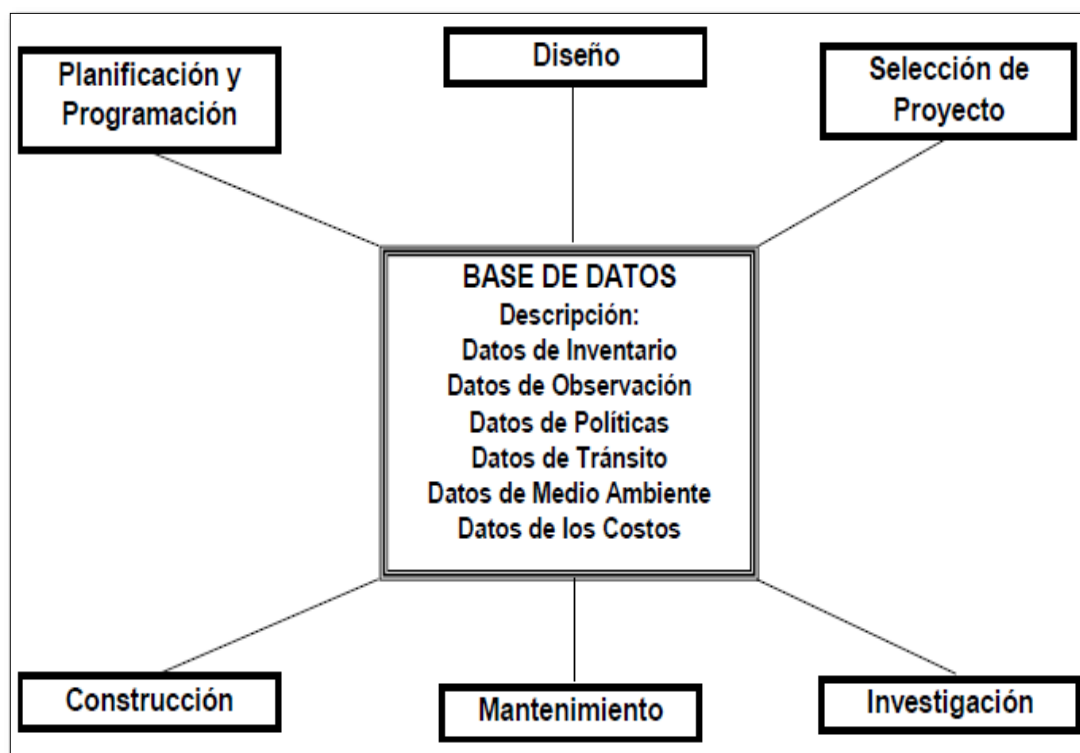 Planificación y
Programación
Diseño
Selección de
Proyecto
BASE DE DATOS
Descripción:
Datos de Inventario
Datos de Observación
Datos de Políticas
Datos de Tránsito
Datos de Medio Ambiente
Datos de los Costos
Construcción
Mantenimiento
Investigación